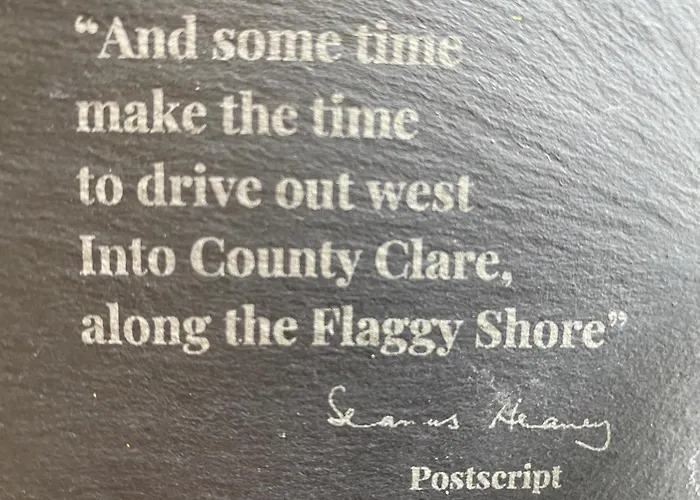 “And some time
make the time
to drive out west
Into County Clare,
along the Flaggy Shore”
Seamus Heaney
Postscript